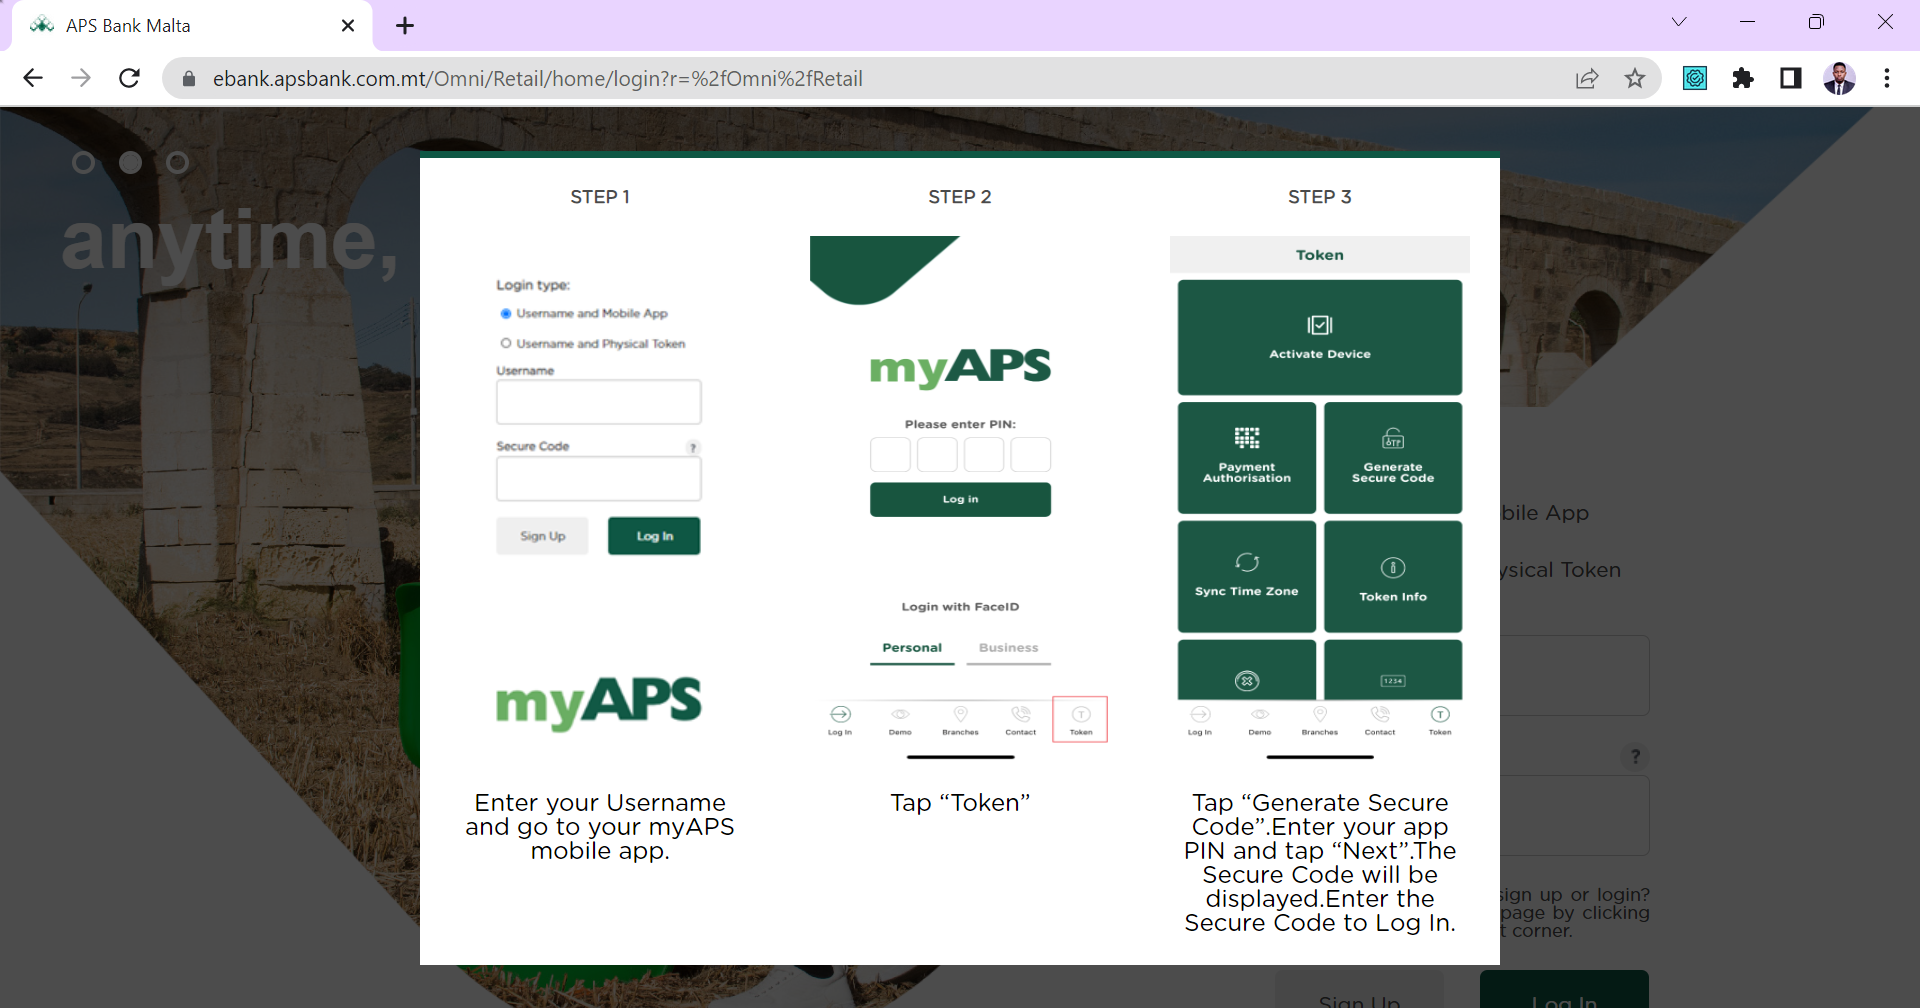 APS Bank Malta
ebank.apsbank.com.mt/Omni/Retail/home/login?r=%2fOmni%2fRetail
anytime,
STEP 1
Login type:
Username and Mobile App
Username and Physical Token
Username
Secure Code
?
Sign Up
Log In
myAPS
Enter your Username
and go to your myAPS
mobile app.
STEP 2
myAPS
Please enter PIN:
Log in
Login with FaceID
Personal
Business
Log In
Demo
Branches
Contact
T
Token
Tap “Token”
STEP 3
Token
Activate Device
Payment
Authorisation
OTP
Generate
Secure Code
Sync Time Zone
Token Info
1234
Log In
Demo
Branches
Contact
T
Token
Tap “Generate Secure
Code”.Enter your app
PIN and tap “Next”.The
Secure Code will be
displayed.Enter the
Secure Code to Log In.
bile App
ysical Token
?
sign up or login?
page by clicking
t corner.
Sign Up
Log In